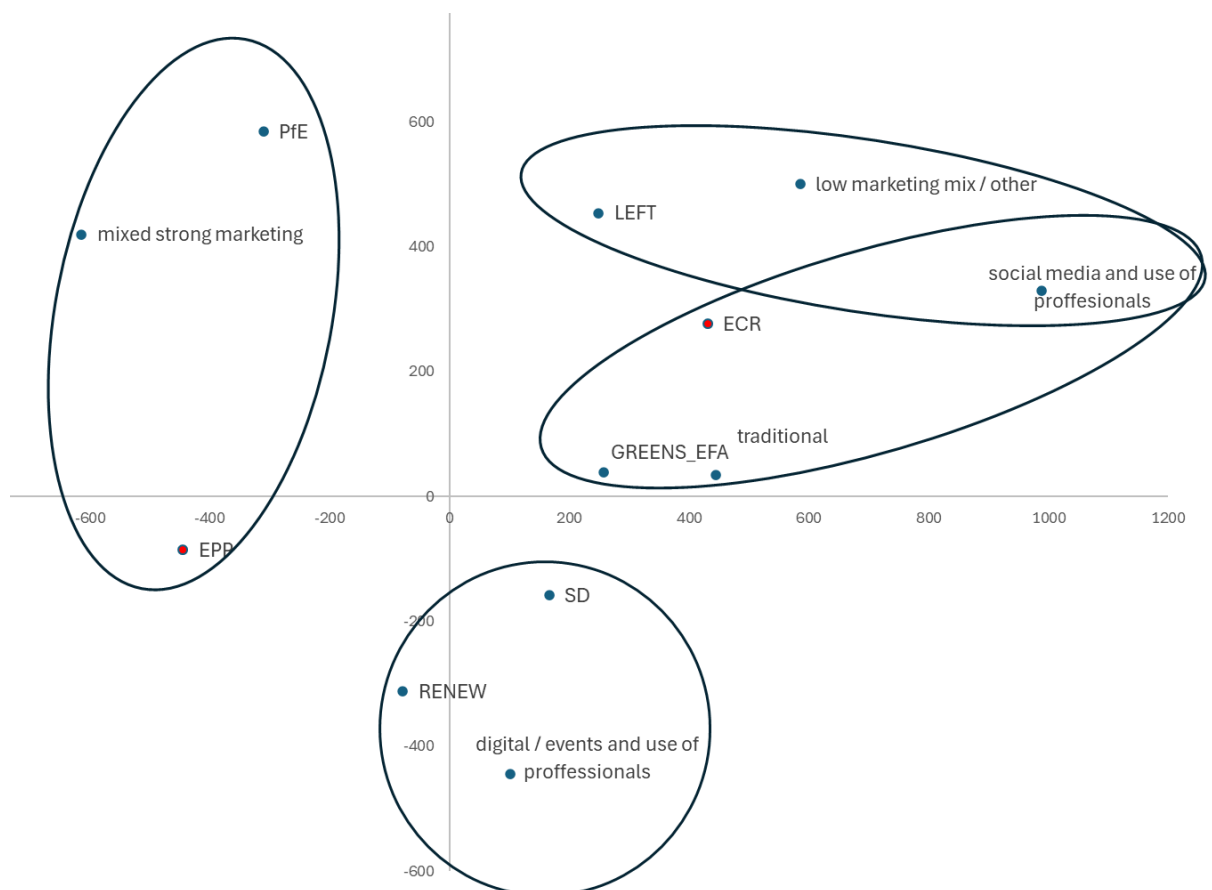 600
PfE
low marketing mix / other
LEFT
mixed strong marketing
400
social media and use of
proffesionals
ECR
200
traditional
GREENS_EFA
0
-600
-400
-200
0
200
400
600
800
1000
1200
EPP
SD
-200
RENEW
-400
digital / events and use of
proffessionals
-600